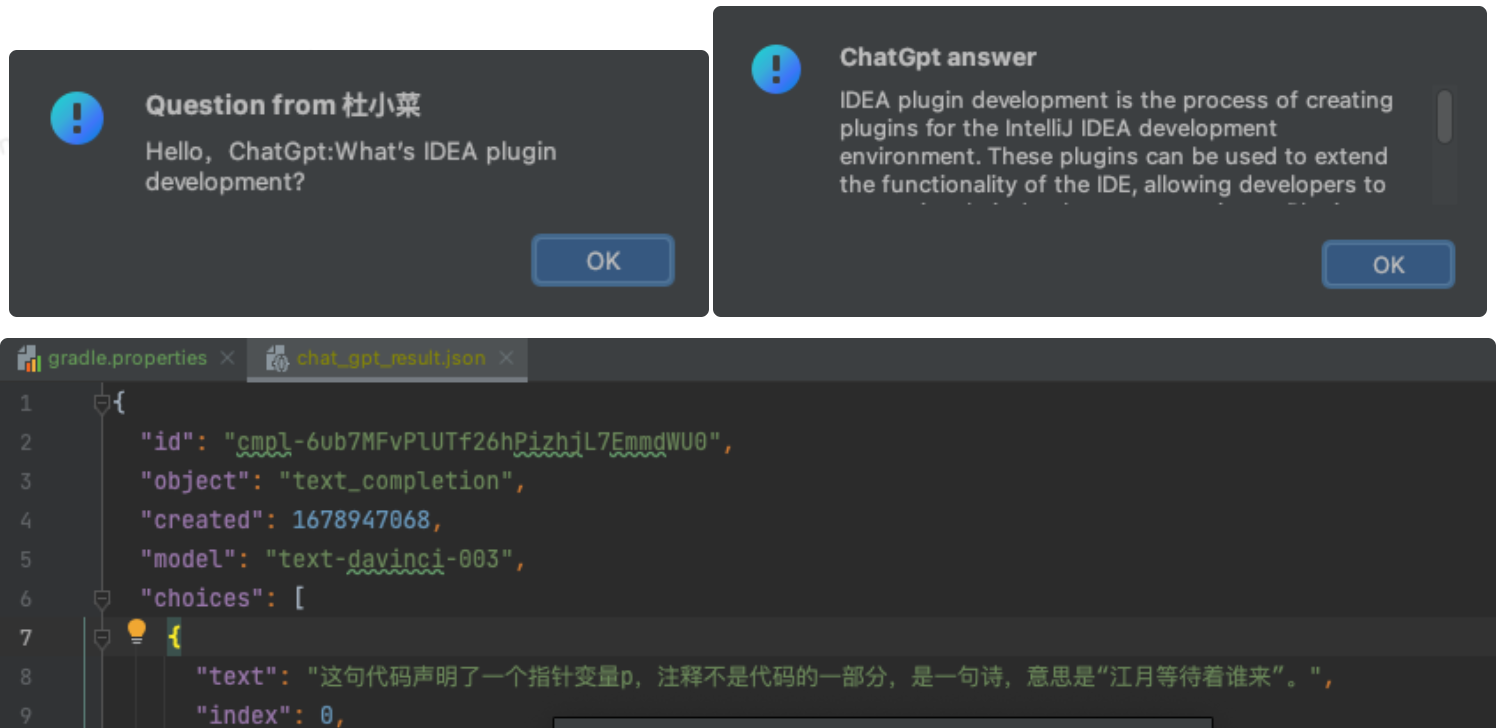 Question from 杜小菜
Hello，ChatGpt:What's IDEA plugin
development?
OK
ChatGpt answer
IDEA plugin development is the process of creating
plugins for the IntelliJ IDEA development
environment. These plugins can be used to extend
the functionality of the IDE, allowing developers to
OK
gradle.properties
chat_gpt_result.json
1 {
2 "id": "cmpl-6ub7MFvPlUTf26hPizhjL7EmmdWU0",
3 "object": "text_completion",
4 "created": 1678947068,
5 "model": "text-davinci-003",
6 "choices": [
7 {
8 "text": "这句代码声明了一个指针变量p，注释不是代码的一部分，是一句诗，意思是“江月等待着谁来”。",
9 "index": 0,